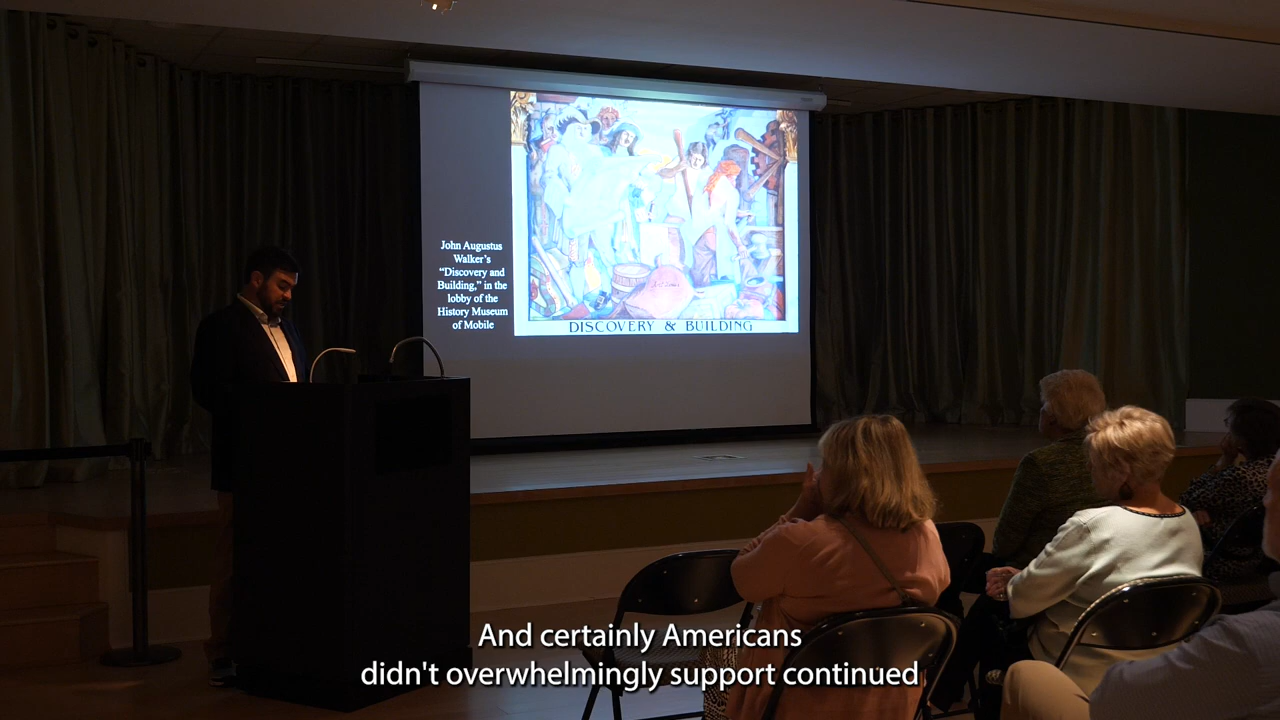 John Augustus
Walker's
“Discovery and
Building,” in the
lobby of the
History Museum
of Mobile
DISCOVERY & BUILDING
And certainly Americans
didn't overwhelmingly support continued